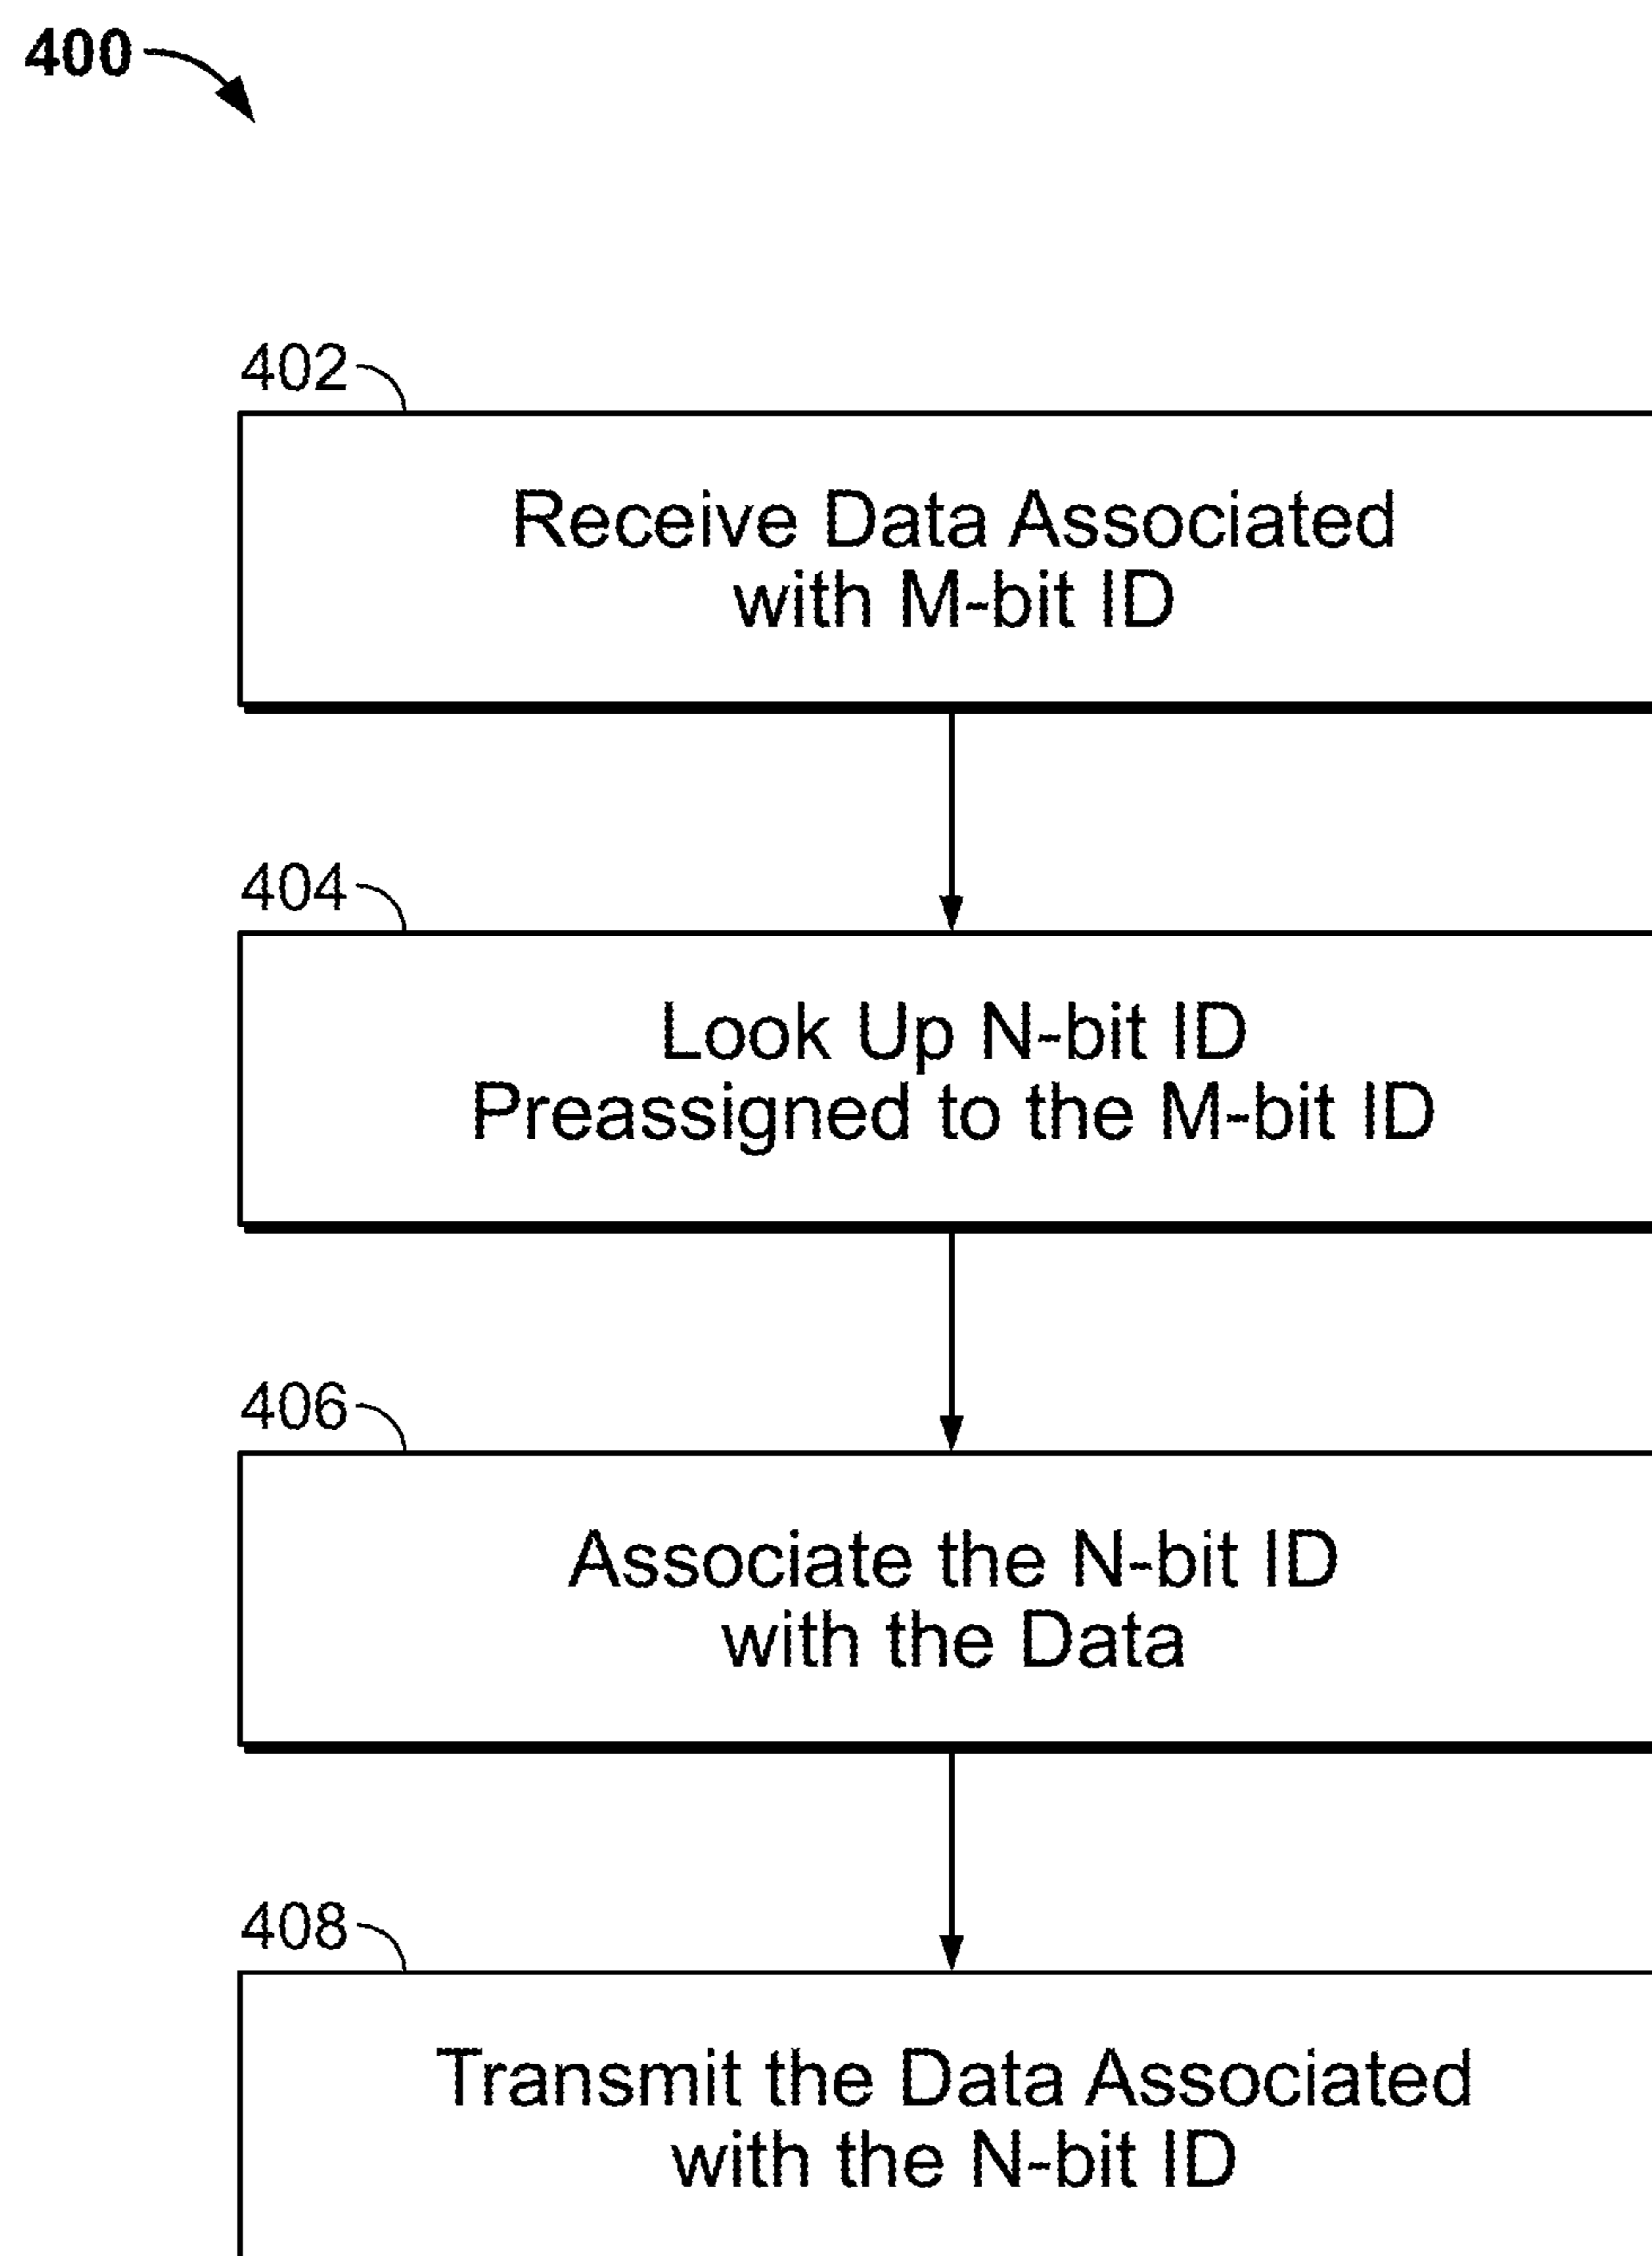 400
402
Receive Data Associated
with M-bit ID
404
Look Up N-bit ID
Preassigned to the M-bit ID
406
Associate the N-bit ID
with the Data
408
Transmit the Data Associated
with the N-bit ID